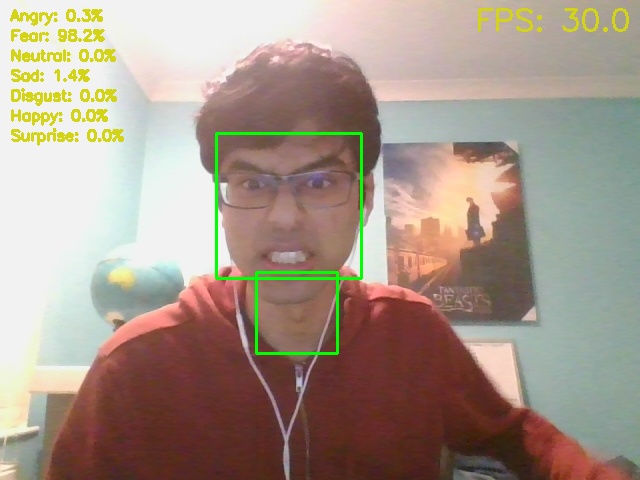 Angry: 0.3%
Fear: 98.2%
Neutral: 0.0%
Sad: 1.4%
Disgust: 0.0%
Happy: 0.0%
Surprise: 0.0%
FPS: 30.0
FANTASTIC
BEASTS